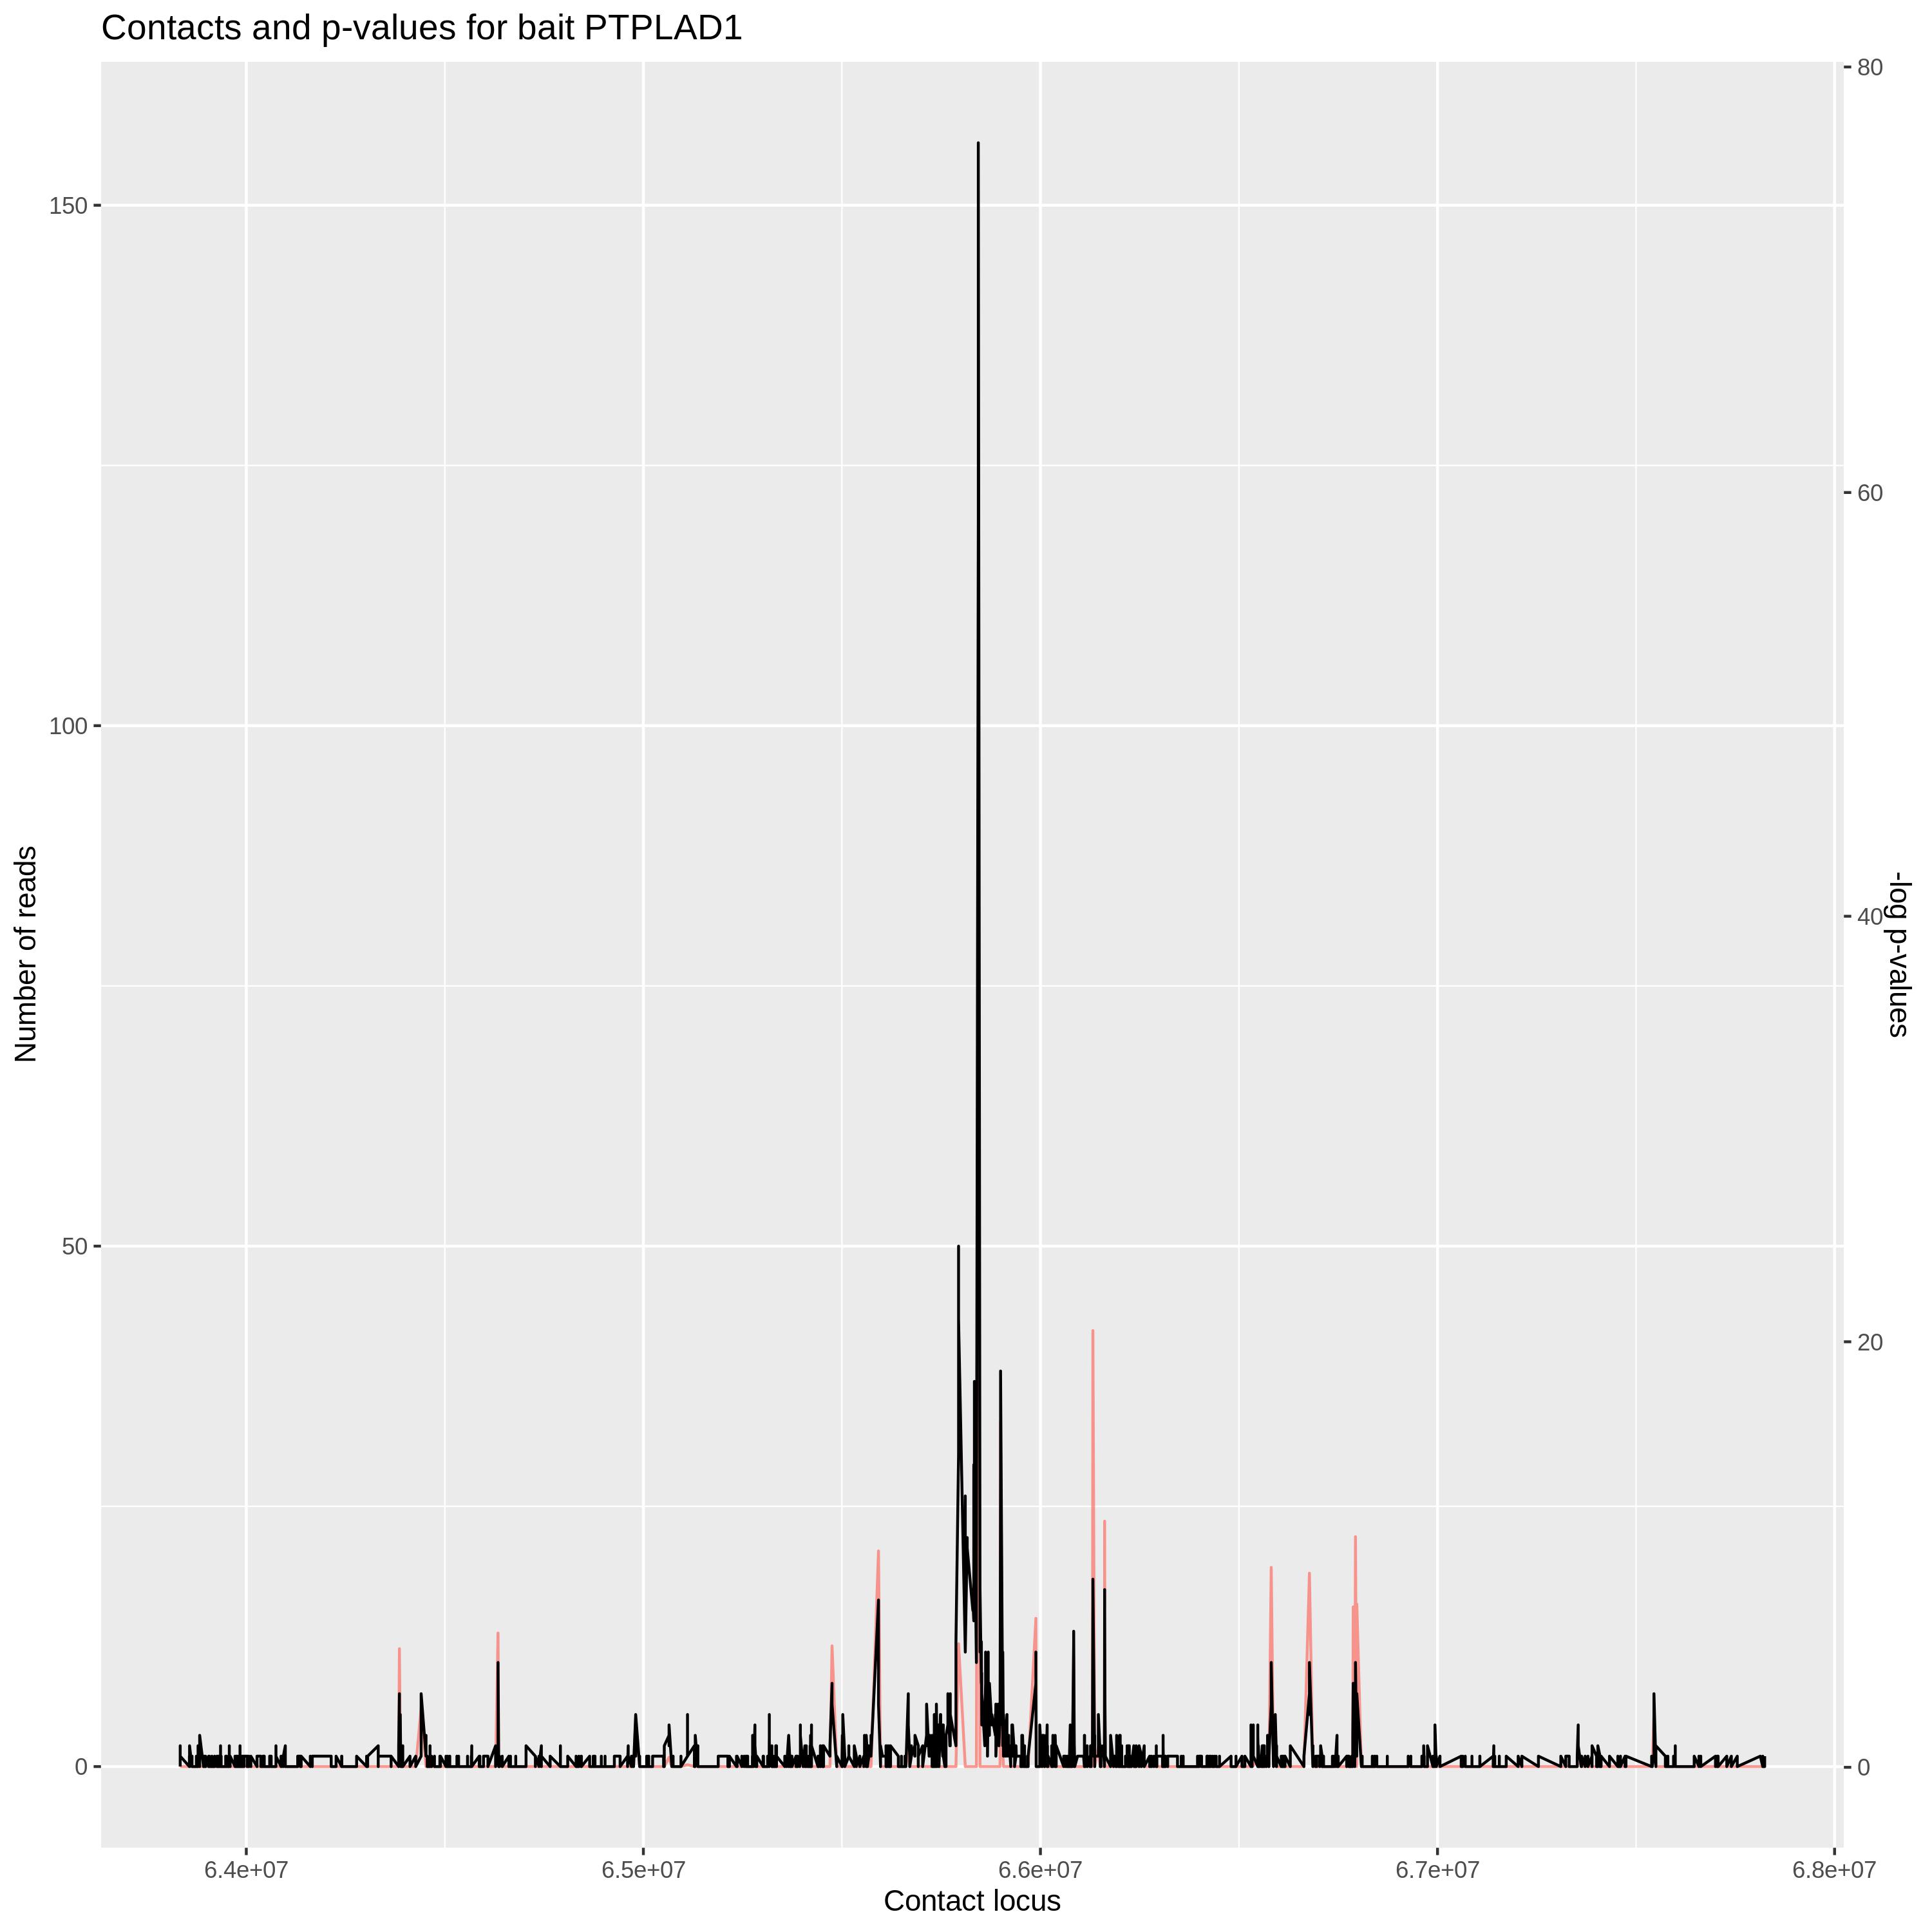 Contacts and p-values for bait PTPLAD1
Number of reads
150
100
50
0
80
60
40
20
0
-log p-values
6.4e+07 6.5e+07 6.6e+07 6.7e+07 6.8e+07
Contact locus